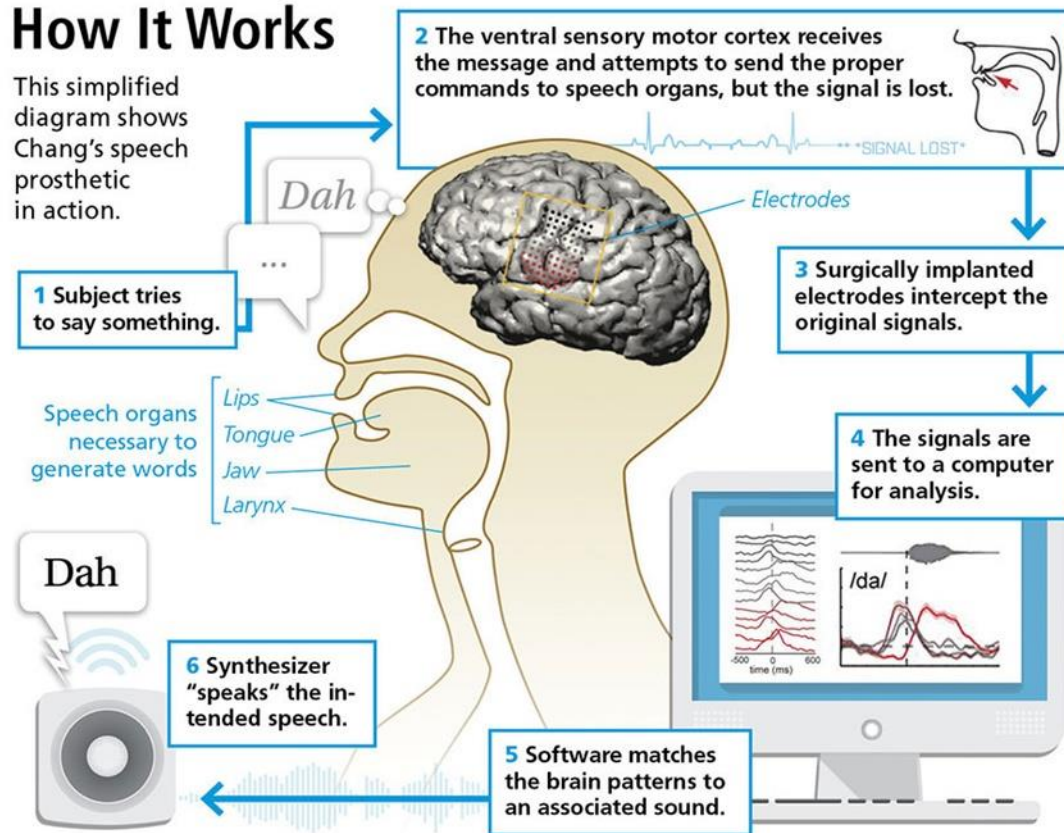 How It Works
This simplified
diagram shows
Chang's speech
prosthetic
in action.
1 Subject tries
to say something.
Dah
...
2 The ventral sensory motor cortex receives
the message and attempts to send the proper
commands to speech organs, but the signal is lost.
*SIGNAL LOST*
Electrodes
3 Surgically implanted
electrodes intercept the
original signals.
Speech organs
necessary to
generate words
Lips
Tongue
Jaw
Larynx
4 The signals are
sent to a computer
for analysis.
/da/
-500 0 600
time (ms)
5 Software matches
the brain patterns to
an associated sound.
6 Synthesizer
“speaks” the in-
tended speech.
Dah